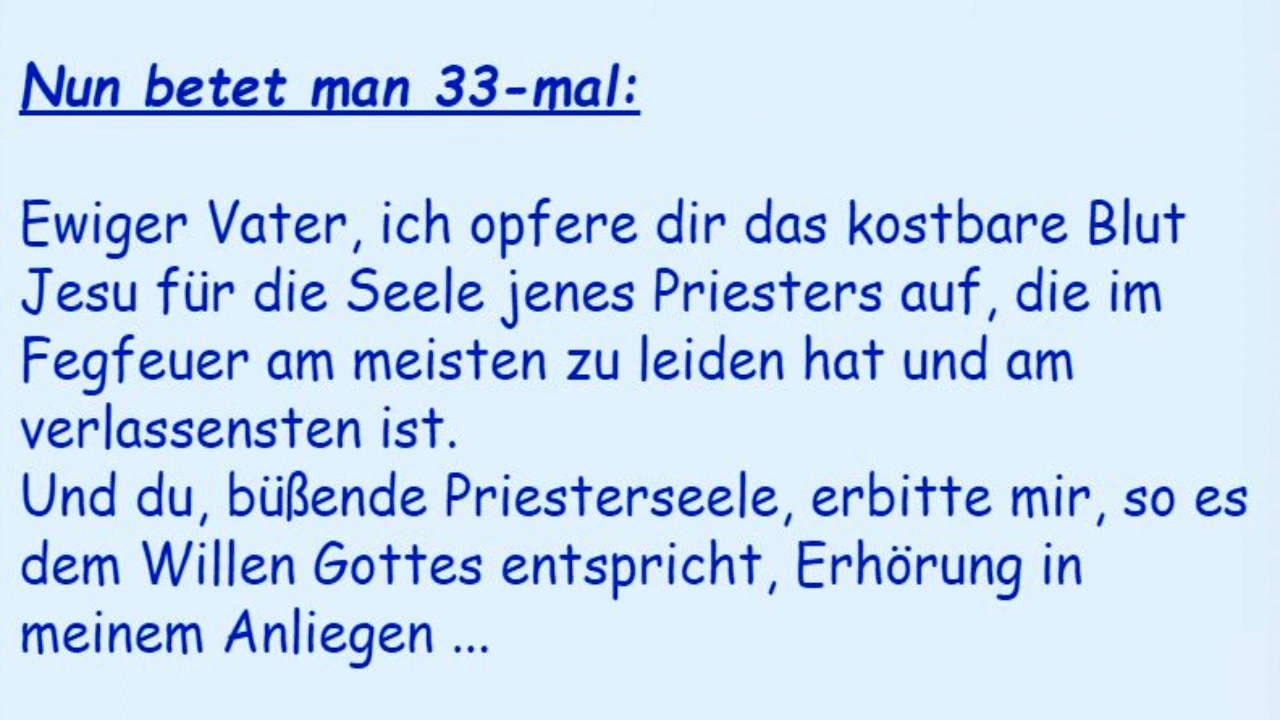 Nun betet man 33-mal:
Ewiger Vater, ich opfere dir das kostbare Blut
Jesu für die Seele jenes Priesters auf, die im
Fegfeuer am meisten zu leiden hat und am
verlassensten ist.
Und du, büßende Priesterseele, erbitte mir, so es
dem Willen Gottes entspricht, Erhörung in
meinem Anliegen ...